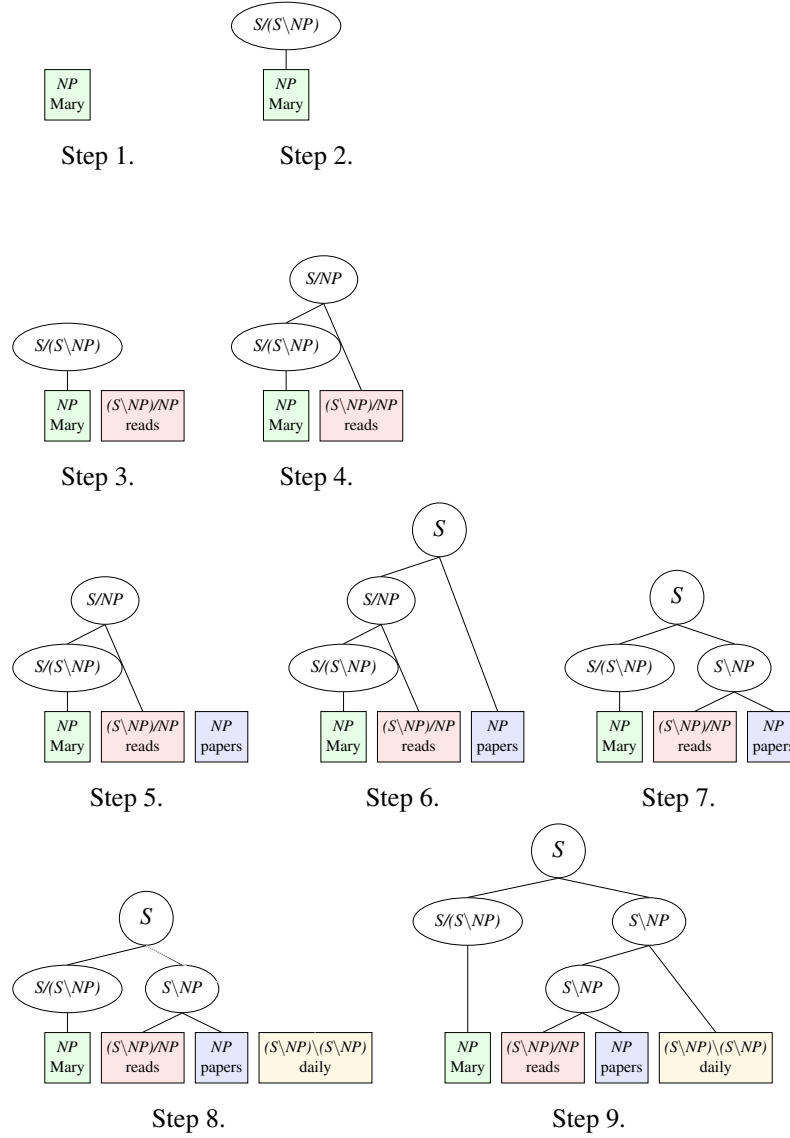 S/(S\NP)
NP
Mary
NP
Mary
Step 1.
Step 2.
S/NP
S/(S\NP)
S/(S\NP)
NP
Mary
(S\NP)/NP
reads
NP
Mary
(S\NP)/NP
reads
Step 3.
Step 4.
S
S/NP
S/NP
S
S/(S\NP)
S/(S\NP)
S/(S\NP)
S\NP
NP
Mary
(S\NP)/NP
reads
NP
papers
NP
Mary
(S\NP)/NP
reads
NP
papers
NP
Mary
(S\NP)/NP
reads
NP
papers
Step 5.
Step 6.
Step 7.
S
S
S/(S\NP)
S\NP
S/(S\NP)
S\NP
S\NP
NP
Mary
(S\NP)/NP
reads
NP
papers
(S\NP)\(S\NP)
daily
NP
Mary
(S\NP)/NP
reads
NP
papers
(S\NP)\(S\NP)
daily
Step 8.
Step 9.